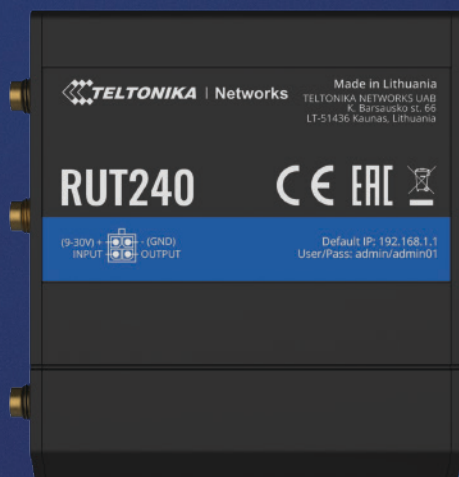 TELTONIKA | Networks
Made in Lithuania
TELTONIKA NETWORKS UAB
K. Barsausko st. 66
LT-51436 Kaunas, Lithuania
RUT240
CE EAC
(9-30V) + - (GND)
INPUT OUTPUT
Default IP: 192.168.1.1
User/Pass: admin/admin01